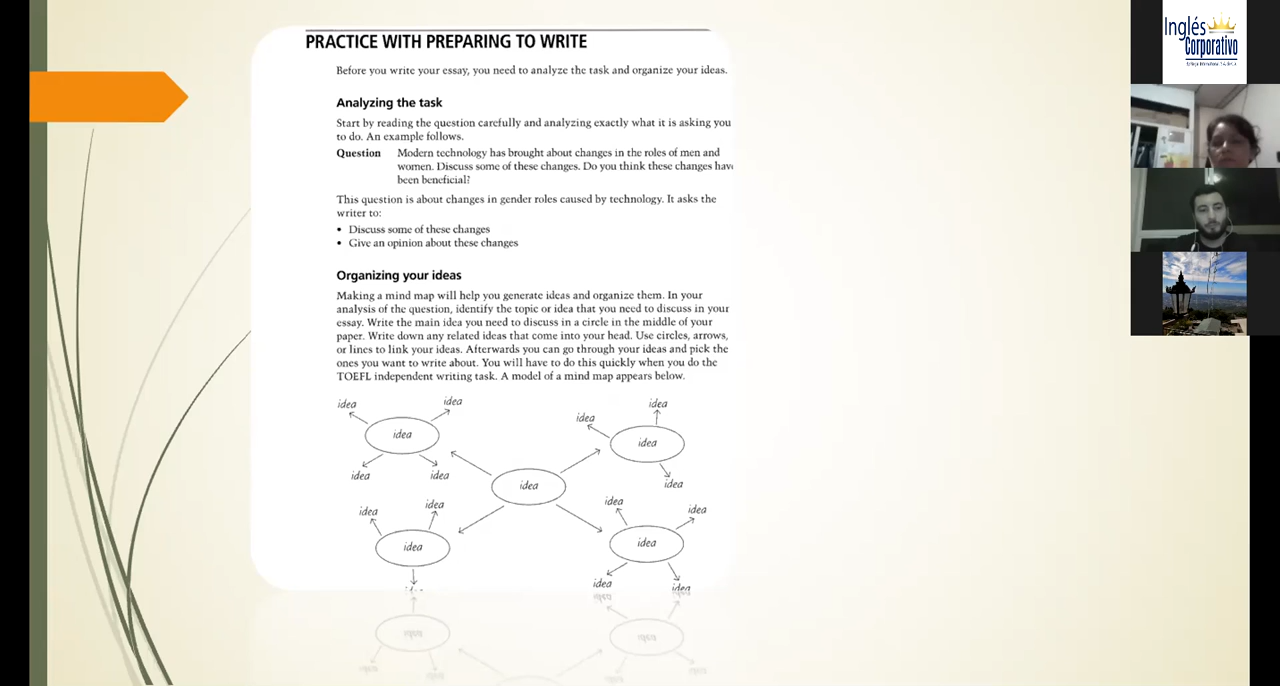 PRACTICE WITH PREPARING TO WRITE
Before you write your essay, you need to analyze the task and organize your ideas.
Analyzing the task
Start by reading the question carefully and analyzing exactly what it is asking you
to do. An example follows.
Question Modern technology has brought about changes in the roles of men and
women. Discuss some of these changes. Do you think these changes have
been beneficial?
This question is about changes in gender roles caused by technology. It asks the
writer to:
• Discuss some of these changes
• Give an opinion about these changes
Organizing your ideas
Making a mind map will help you generate ideas and organize them. In your
analysis of the question, identify the topic or idea that you need to discuss in your
essay. Write the main idea you need to discuss in a circle in the middle of your
paper. Write down any related ideas that come into your head. Use circles, arrows,
or lines to link your ideas. Afterwards you can go through your ideas and pick the
ones you want to write about. You will have to do this quickly when you do the
TOEFL independent writing task. A model of a mind map appears below.
idea idea idea
idea
idea idea
idea idea idea
idea
idea idea idea idea
idea idea
idea idea
Inglés
Corporativo